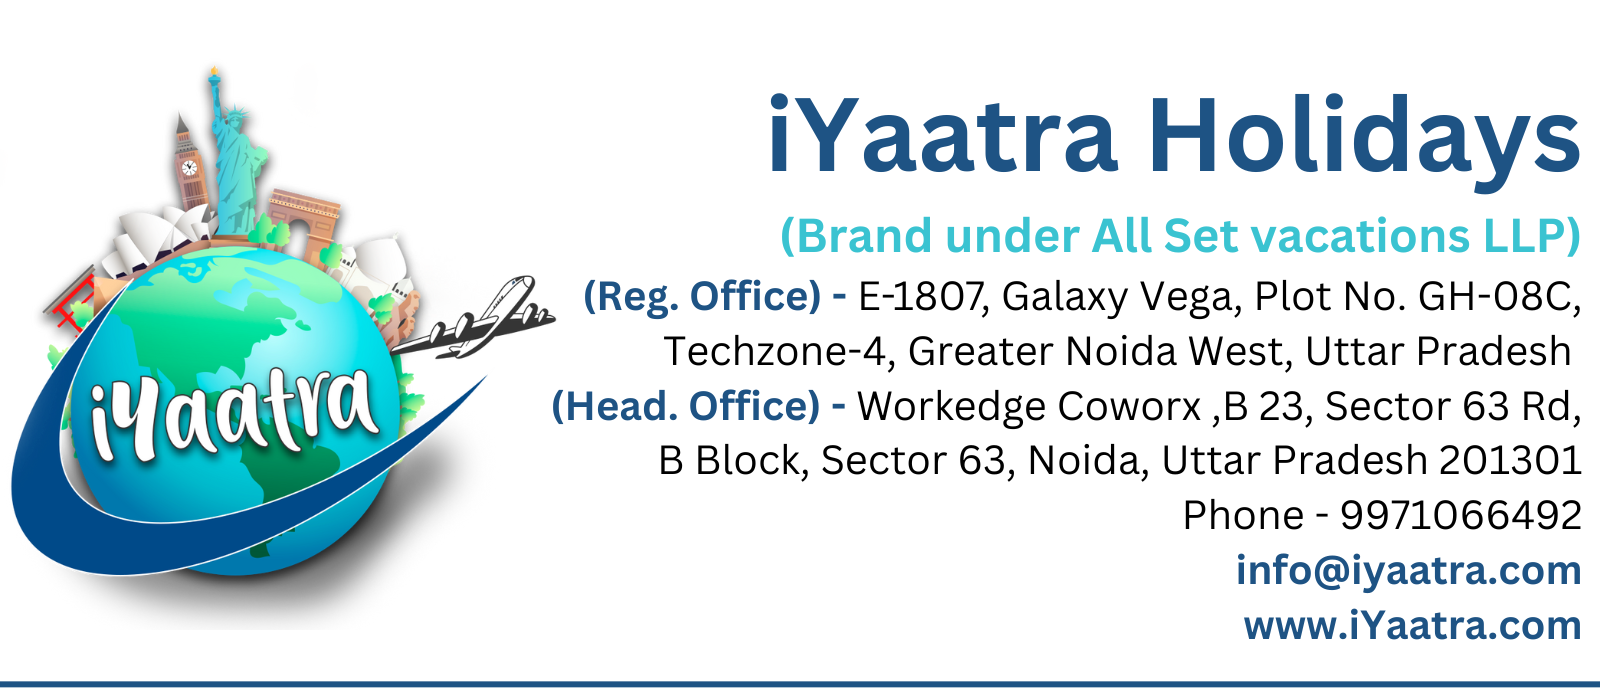 iYaatra Holidays
(Brand under All Set vacations LLP)
(Reg. Office) - E-1807, Galaxy Vega, Plot No. GH-08C,
Techzone-4, Greater Noida West, Uttar Pradesh
(Head. Office) - Workedge Coworx ,B 23, Sector 63 Rd,
B Block, Sector 63, Noida, Uttar Pradesh 201301
Phone - 9971066492
info@iyaatra.com
www.iYaatra.com
iYaatra